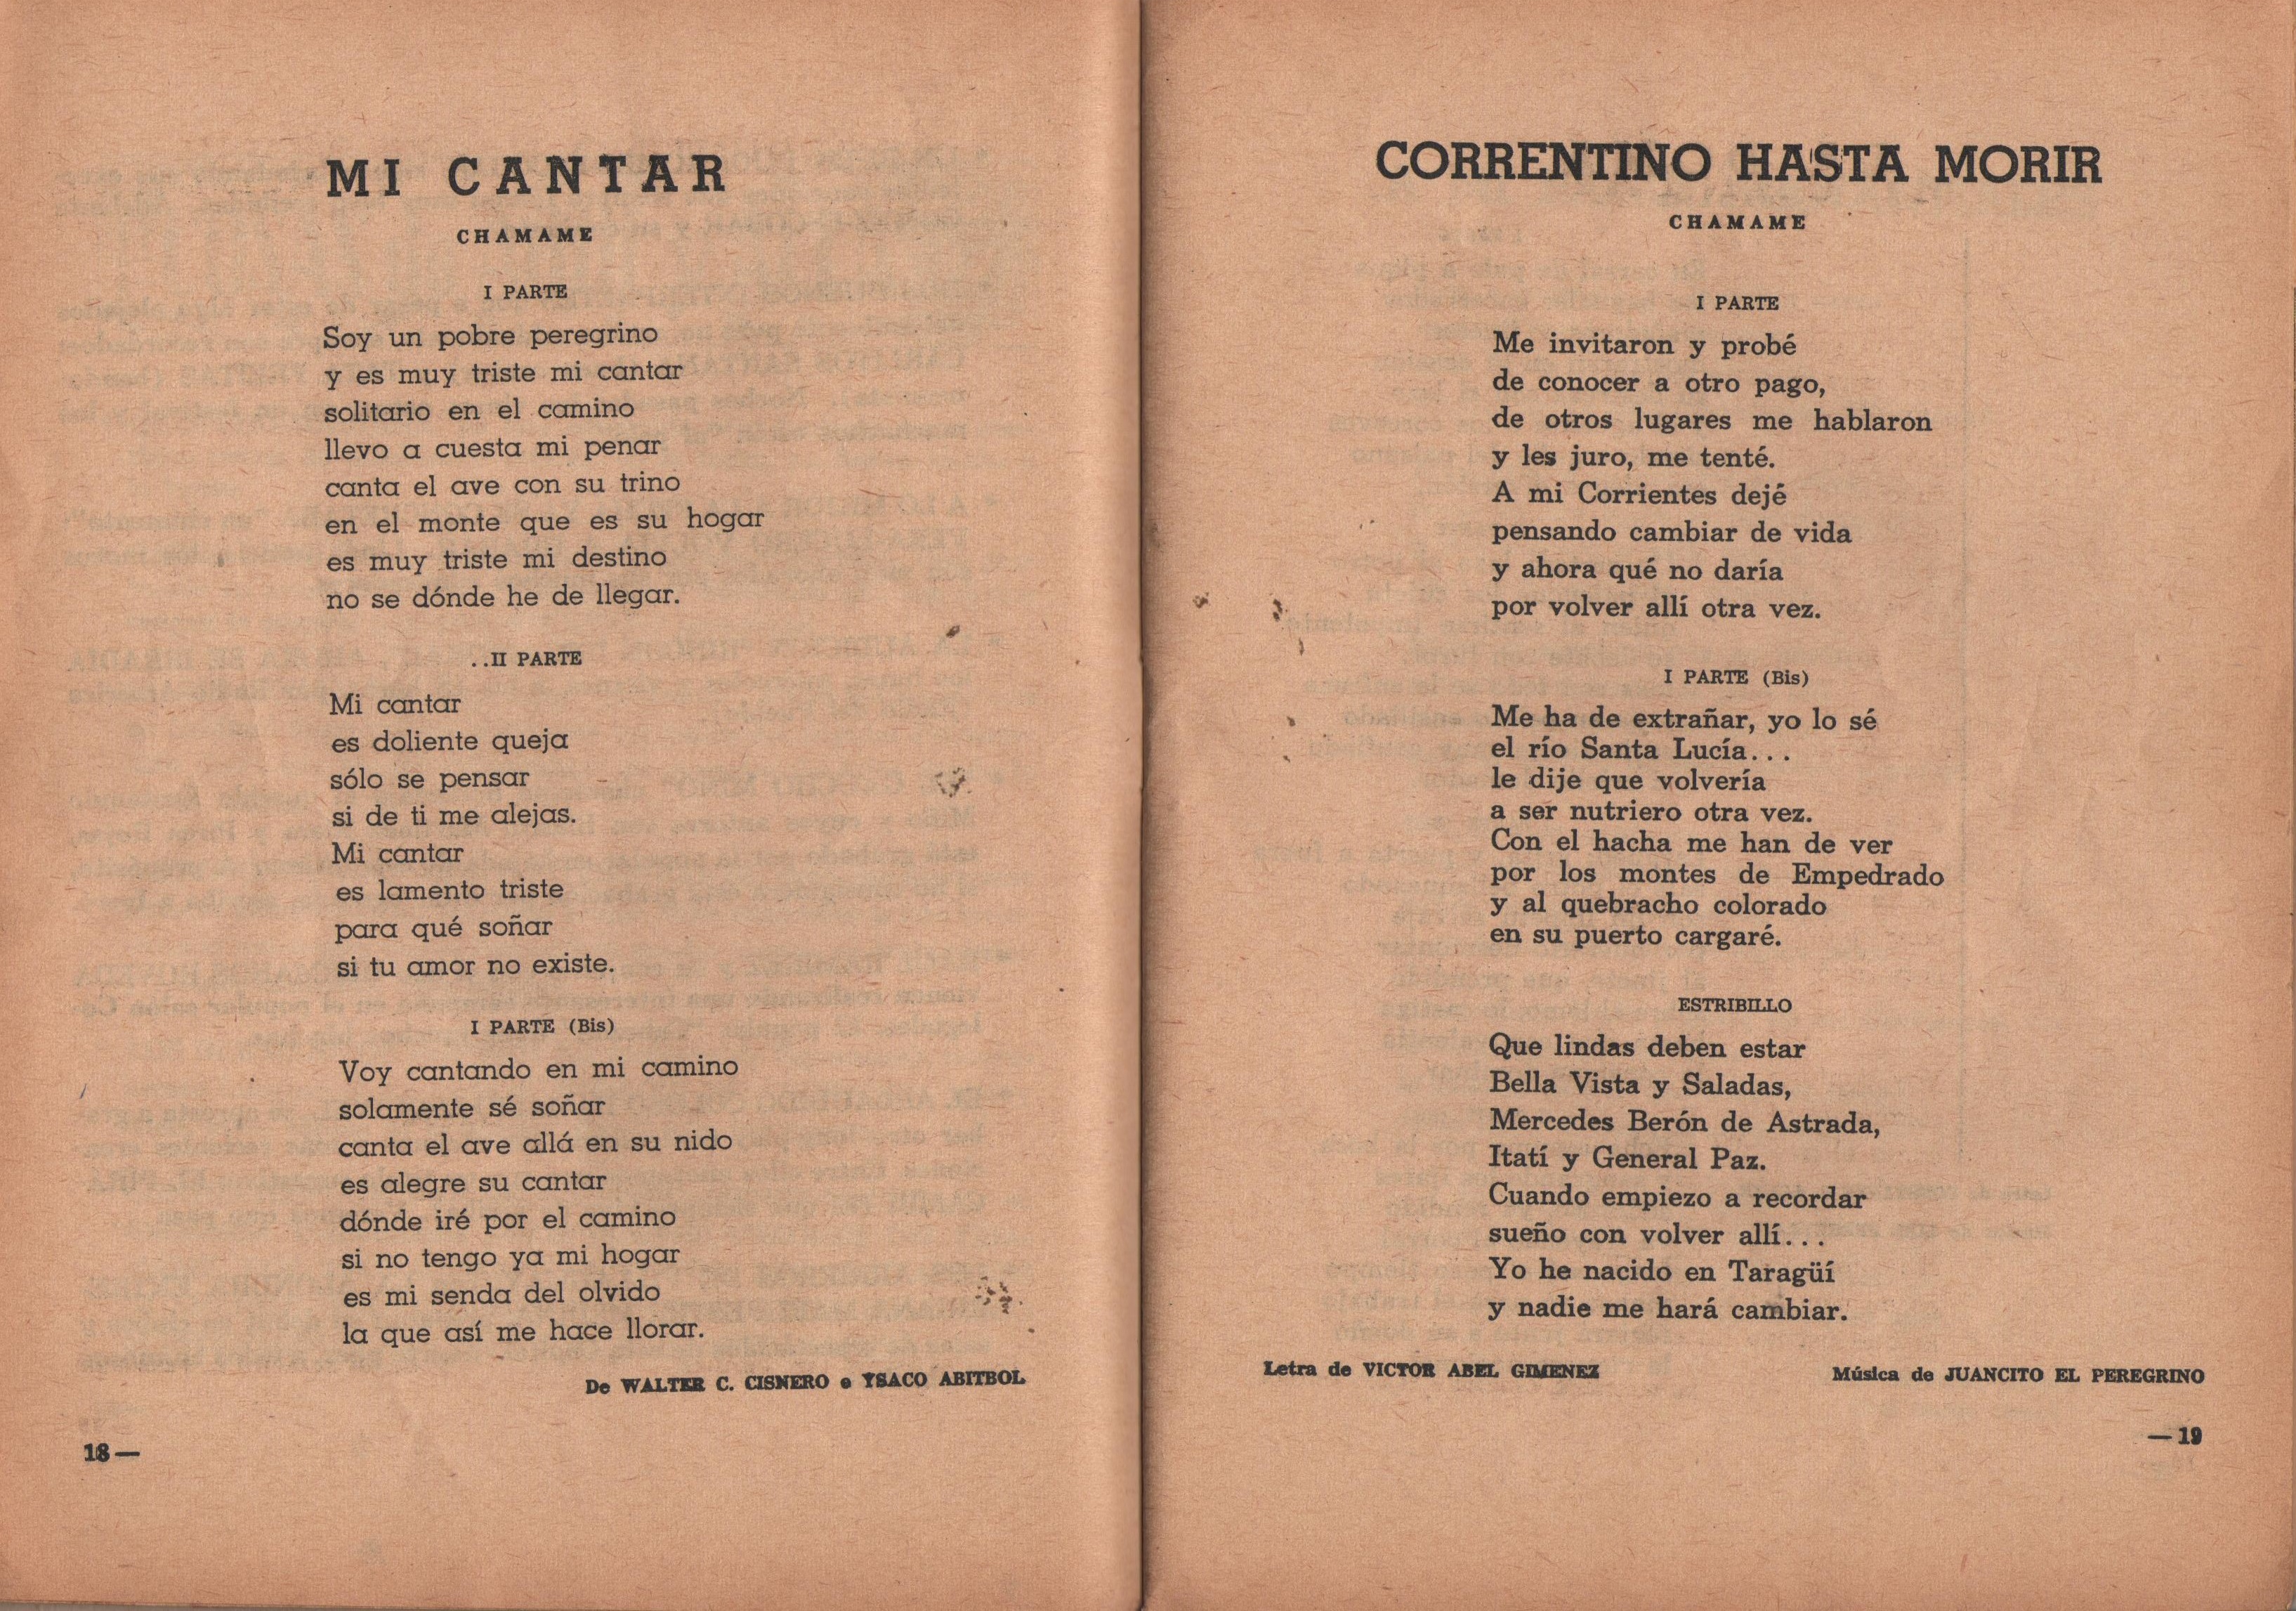 MI CANTAR
CHAMAME
I PARTE
Soy un pobre peregrino
y es muy triste mi cantar
solitario en el camino
llevo a cuesta mi penar
canta el ave con su trino
en el monte que es su hogar
es muy triste mi destino
no se dónde he de llegar.
..II PARTE
Mi cantar
es doliente queja
sólo se pensar
si de ti me alejas.
Mi cantar
es lamento triste
para qué soñar
si tu amor no existe.
I PARTE (Bis)
Voy cantando en mi camino
solamente sé soñar
canta el ave allá en su nido
es alegre su cantar
dónde iré por el camino
si no tengo ya mi hogar
es mi senda del olvido
la que así me hace llorar.
De WALTER C. CISNERO e YSACO ABITBOL
18—
CORRENTINO HASTA MORIR
CHAMAME
I PARTE
Me invitaron y probé
de conocer a otro pago,
de otros lugares me hablaron
y les juro, me tenté.
A mi Corrientes dejé
pensando cambiar de vida
y ahora qué no daría
por volver allí otra vez.
I PARTE (Bis)
Me ha de extrañar, yo lo sé
el río Santa Lucía...
le dije que volvería
a ser nutriero otra vez.
Con el hacha me han de ver
por los montes de Empedrado
y al quebracho colorado
en su puerto cargaré.
ESTRIBILLO
Que lindas deben estar
Bella Vista y Saladas,
Mercedes Berón de Astrada,
Itatí y General Paz.
Cuando empiezo a recordar
sueño con volver allí...
Yo he nacido en Taragüí
y nadie me hará cambiar.
Letra de VICTOR ABEL GIMENEZ Música de JUANCITO EL PEREGRINO
—19